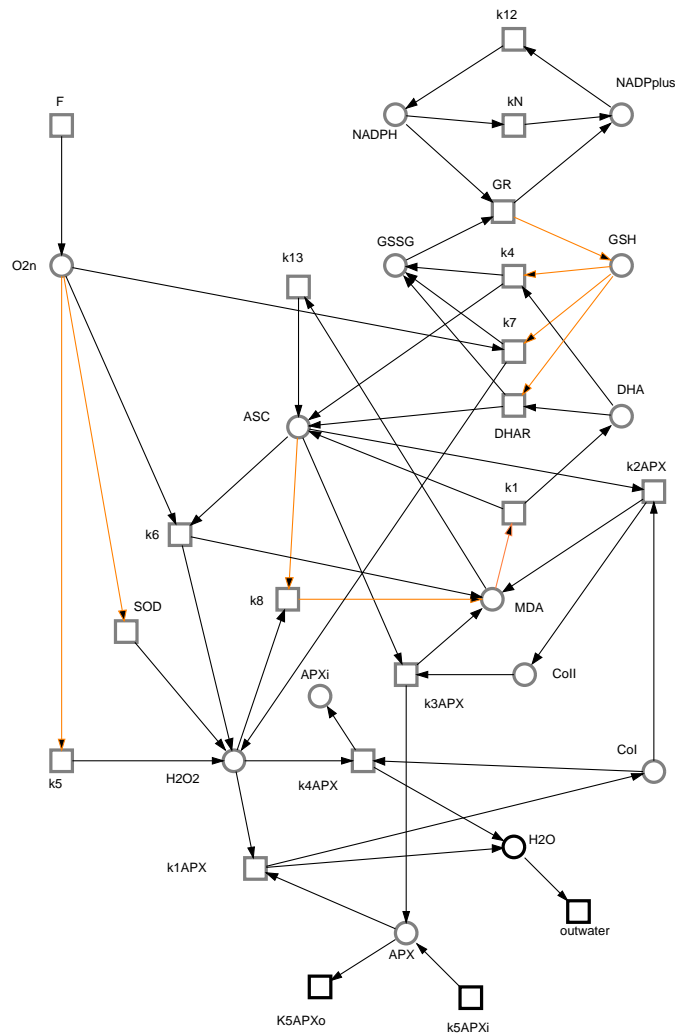 k12
NADPplus
F
kN
NADPH
GR
GSSG
GSH
k13
k4
O2n
k7
ASC
DHA
DHAR
k2APX
k1
k6
k8
MDA
SOD
APXi
CoII
k3APX
CoI
k5
H2O2
k4APX
H2O
k1APX
outwater
APX
K5APXo
k5APXi